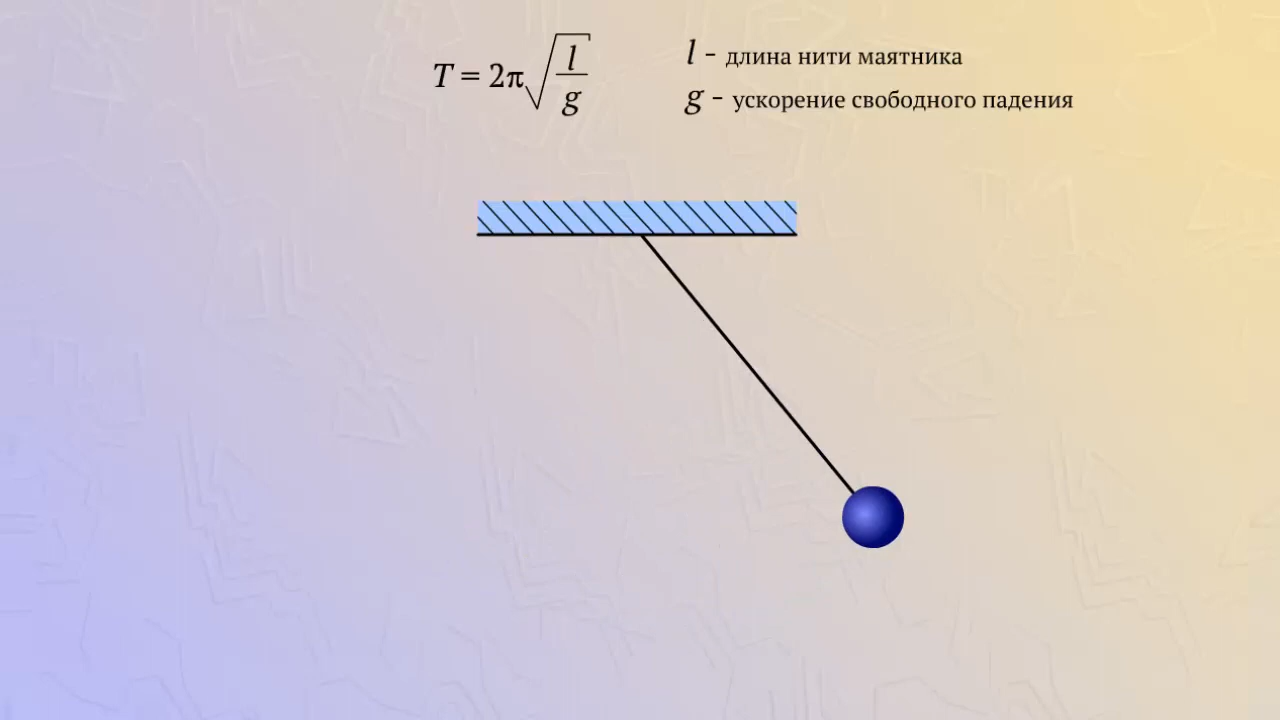 T = 2π√(l/g)
l - длина нити маятника
g - ускорение свободного падения